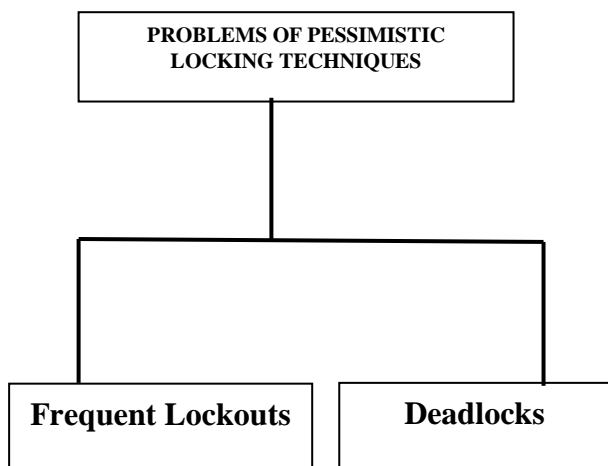 PROBLEMS OF PESSIMISTIC
LOCKING TECHNIQUES
Frequent Lockouts
Deadlocks